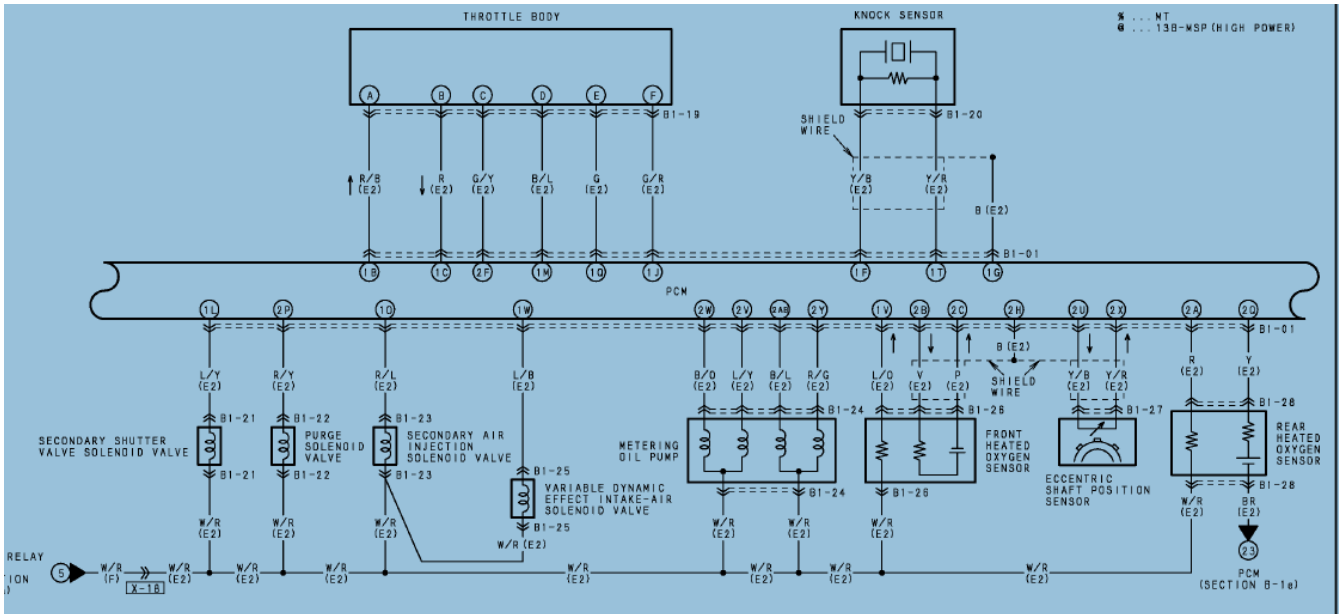 THROTTLE BODY
KNOCK SENSOR
% ... MT
@ ... 13B-MSP (HIGH POWER)
A B C D E F
B1-19
B1-20
SHIELD
WIRE
R/B R G/Y B/L G G/R Y/B Y/R
(E2) (E2) (E2) (E2) (E2) (E2) (E2) (E2)
B (E2)
B1-01
1B 1C 2F 1M 1Q 1J 1F 1T 1G
PCM
1L 2P 1O 1W 2W 2V 2AB 2Y 1V 2B 2C 2H 2U 2X 2A 2Q
B1-01
B (E2)
L/Y R/Y R/L L/B B/O L/Y B/L R/G L/O V P Y/B Y/R R Y
(E2) (E2) (E2) (E2) (E2) (E2) (E2) (E2) (E2) (E2) (E2) (E2) (E2) (E2) (E2)
SHIELD
WIRE
B1-21 B1-22 B1-23 B1-24 B1-26 B1-27 B1-28
SECONDARY SHUTTER
VALVE SOLENOID VALVE
PURGE
SOLENOID
VALVE
SECONDARY AIR
INJECTION
SOLENOID VALVE
METERING
OIL PUMP
FRONT
HEATED
OXYGEN
SENSOR
ECCENTRIC
SHAFT POSITION
SENSOR
REAR
HEATED
OXYGEN
SENSOR
B1-21 B1-22 B1-23 B1-25
VARIABLE DYNAMIC
EFFECT INTAKE-AIR
SOLENOID VALVE
B1-25
B1-24 B1-26 B1-28
W/R W/R W/R W/R W/R W/R W/R BR
(E2) (E2) (E2) (E2) (E2) (E2) (E2) (E2)
W/R (E2)
RELAY
TION
5
W/R W/R W/R W/R W/R W/R W/R
(F) (E2) (E2) (E2) (E2) (E2) (E2)
X-16
23
PCM
(SECTION B-1a)